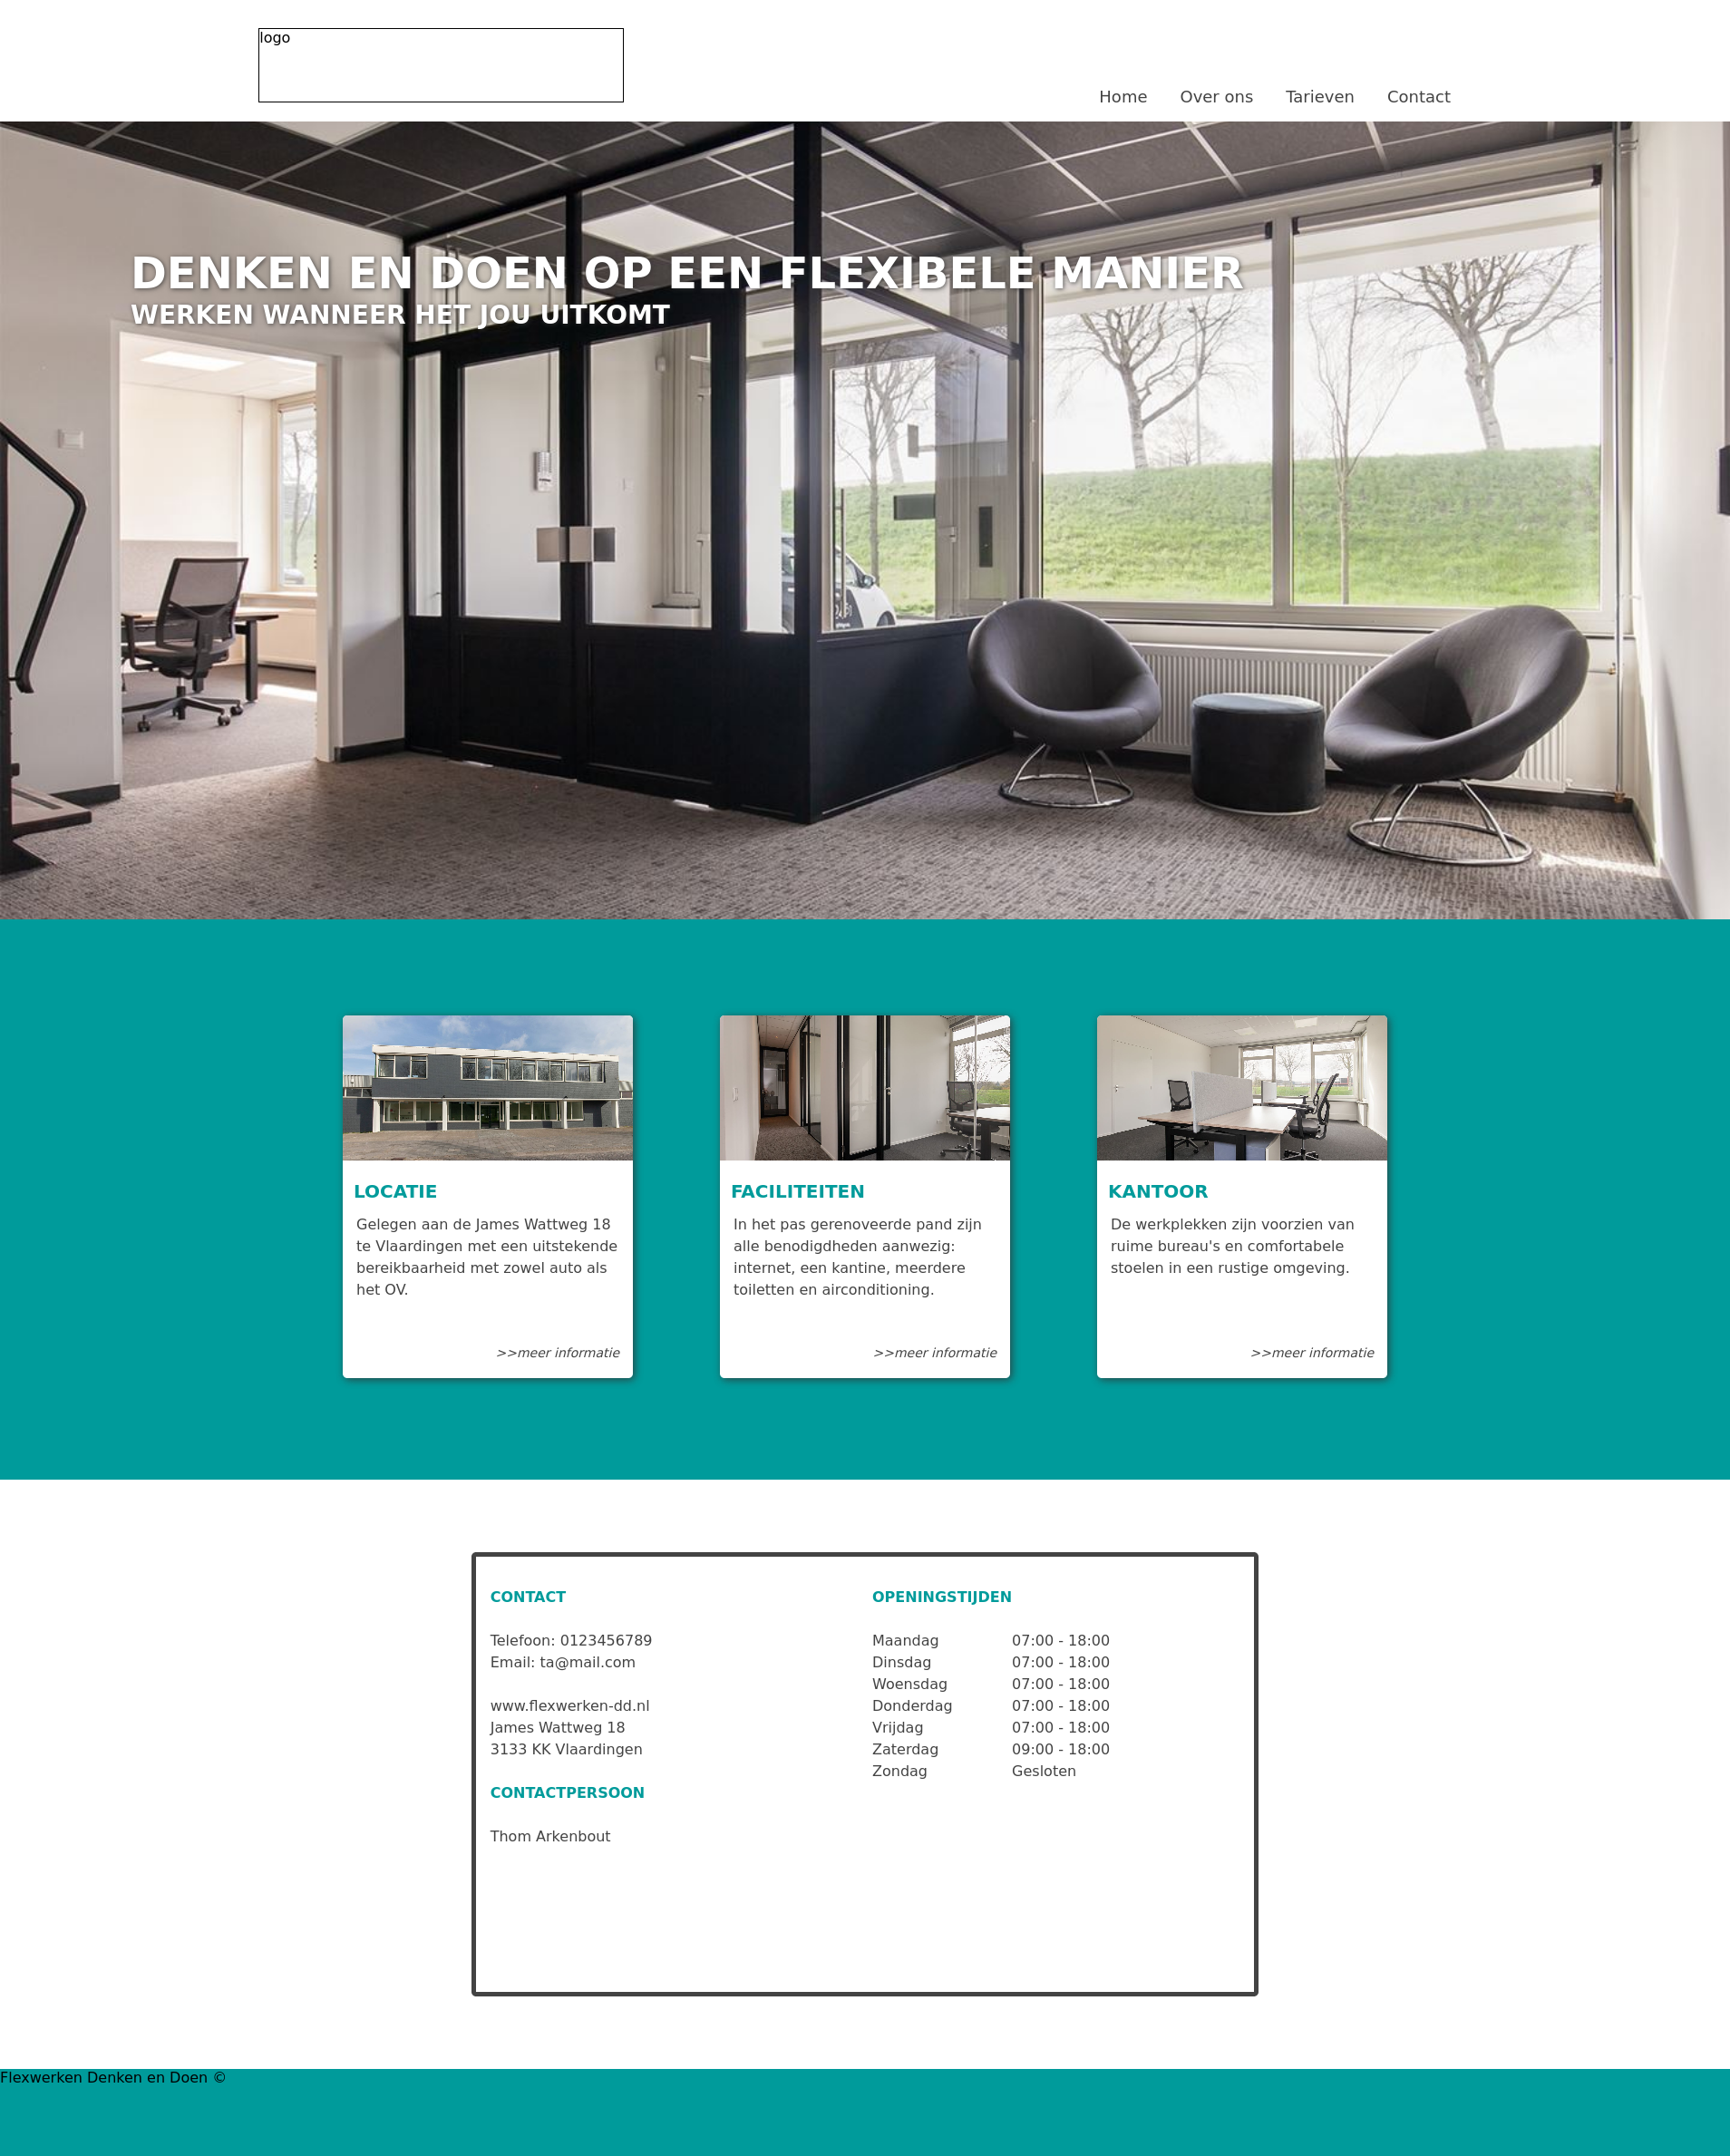 logo
Home Over ons Tarieven Contact
DENKEN EN DOEN OP EEN FLEXIBELE MANIER
WERKEN WANNEER HET JOU UITKOMT
LOCATIE
Gelegen aan de James Wattweg 18
te Vlaardingen met een uitstekende
bereikbaarheid met zowel auto als
het OV.
>>meer informatie
FACILITEITEN
In het pas gerenoveerde pand zijn
alle benodigdheden aanwezig:
internet, een kantine, meerdere
toiletten en airconditioning.
>>meer informatie
KANTOOR
De werkplekken zijn voorzien van
ruime bureau's en comfortabele
stoelen in een rustige omgeving.
>>meer informatie
CONTACT
Telefoon: 0123456789
Email: ta@mail.com
www.flexwerken-dd.nl
James Wattweg 18
3133 KK Vlaardingen
CONTACTPERSOON
Thom Arkenbout
OPENINGSTIJDEN
Maandag 07:00 - 18:00
Dinsdag 07:00 - 18:00
Woensdag 07:00 - 18:00
Donderdag 07:00 - 18:00
Vrijdag 07:00 - 18:00
Zaterdag 09:00 - 18:00
Zondag Gesloten
Flexwerken Denken en Doen ©